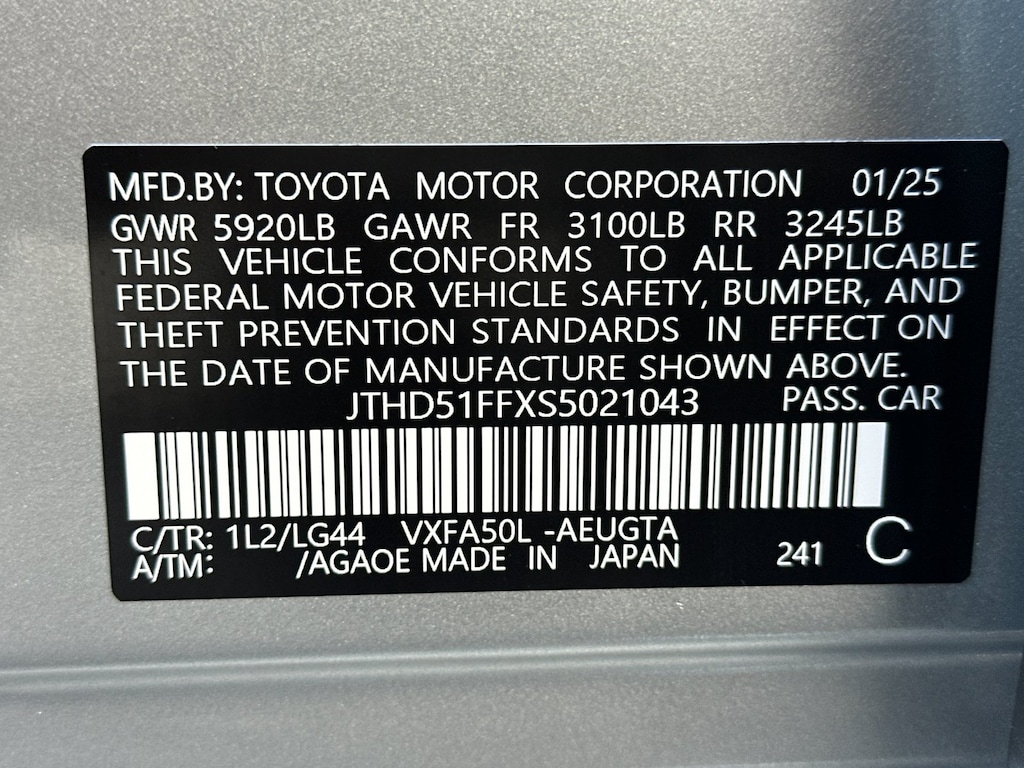 MFD.BY: TOYOTA MOTOR CORPORATION 01/25
GVWR 5920LB GAWR FR 3100LB RR 3245LB
THIS VEHICLE CONFORMS TO ALL APPLICABLE
FEDERAL MOTOR VEHICLE SAFETY, BUMPER, AND
THEFT PREVENTION STANDARDS IN EFFECT ON
THE DATE OF MANUFACTURE SHOWN ABOVE.
JTHD51FFXS5021043 PASS. CAR
C/TR: 1L2/LG44 VXFA50L -AEUGTA
A/TM: /AGAOE MADE IN JAPAN 241 C